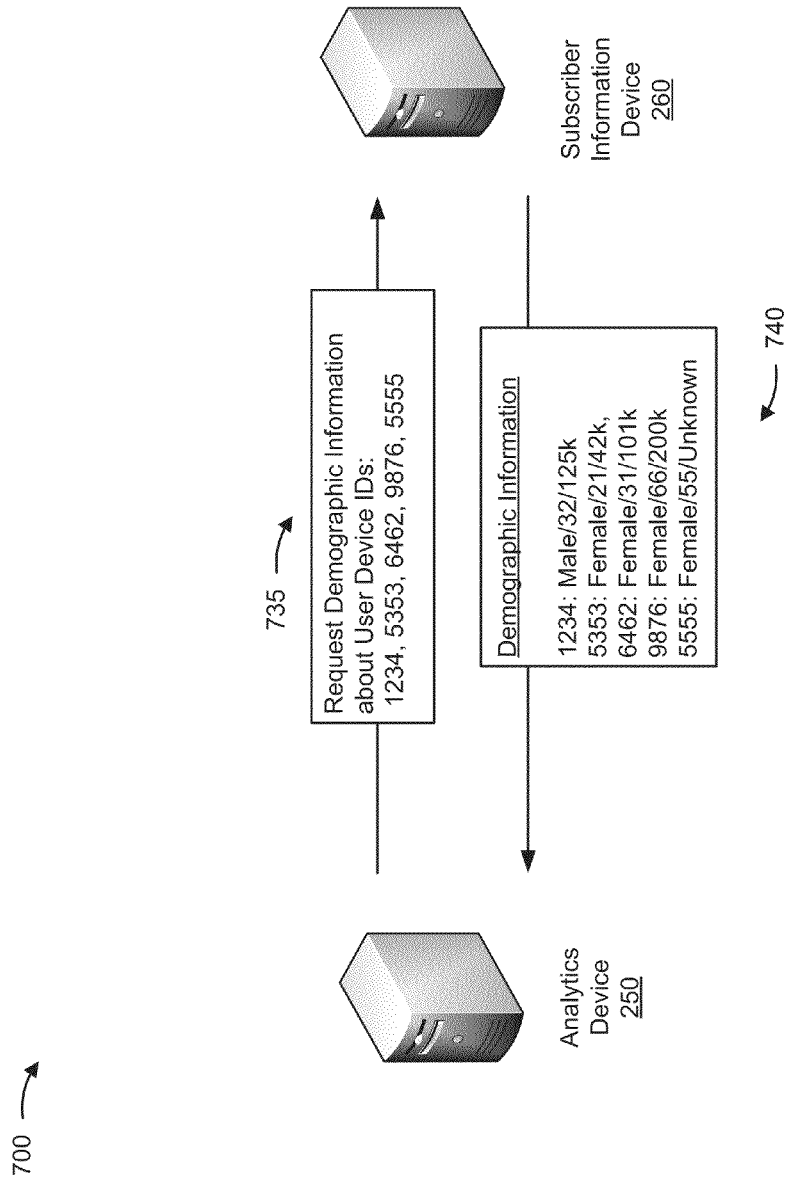 700
735
Request Demographic Information
about User Device IDs:
1234, 5353, 6462, 9876, 5555
Analytics
Device
250
Subscriber
Information
Device
260
Demographic Information
1234: Male/32/125k
5353: Female/21/42k,
6462: Female/31/101k
9876: Female/66/200k
5555: Female/55/Unknown
740